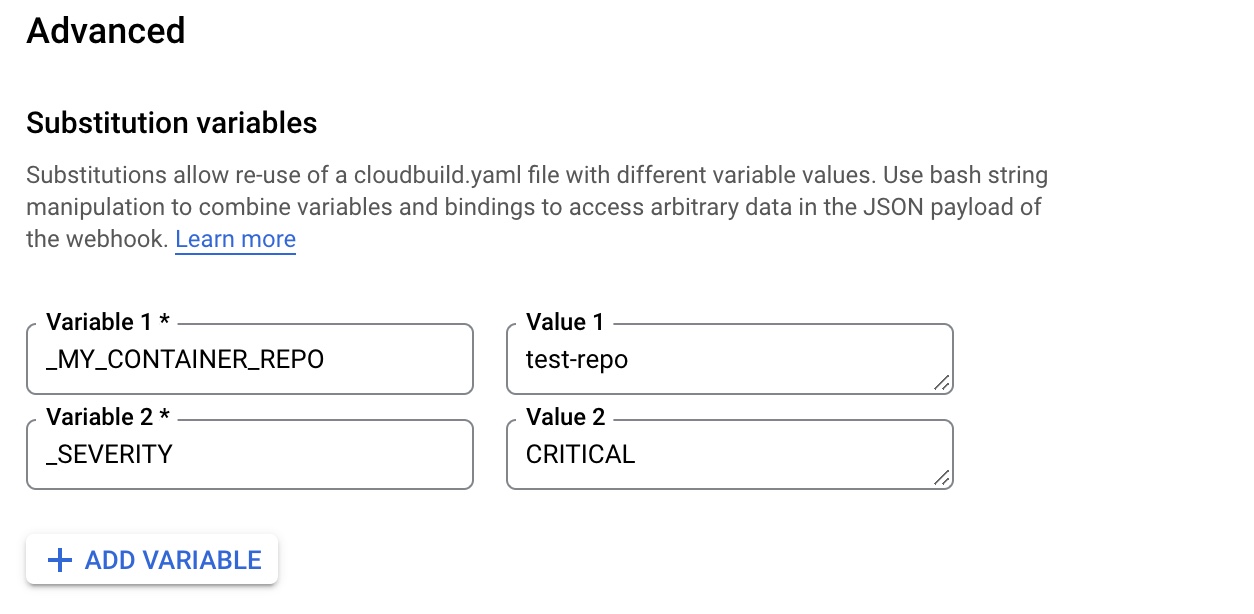 Advanced
Substitution variables
Substitutions allow re-use of a cloudbuild.yaml file with different variable values. Use bash string
manipulation to combine variables and bindings to access arbitrary data in the JSON payload of
the webhook. Learn more
Variable 1 * Value 1
_MY_CONTAINER_REPO test-repo
Variable 2 * Value 2
_SEVERITY CRITICAL
+ ADD VARIABLE